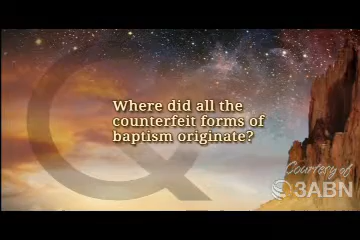 Where did all the
counterfeit forms of
baptism originate?
Courtesy of
3ABN